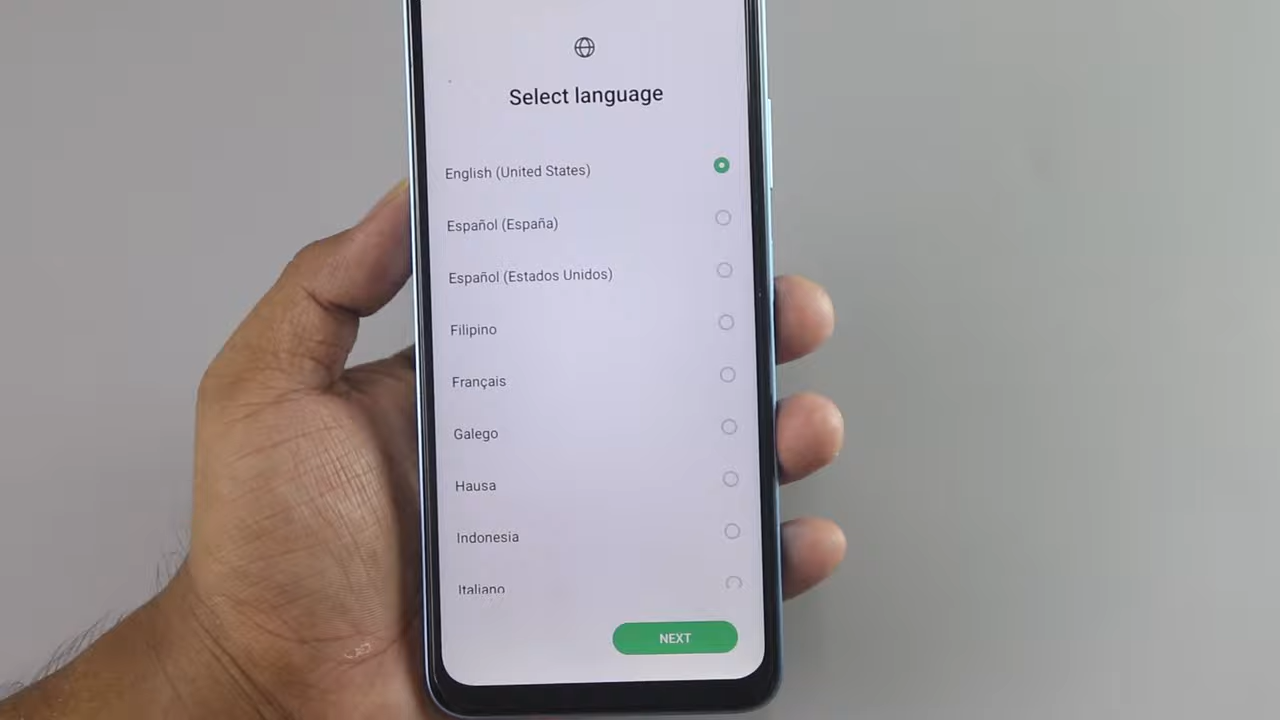 Select language
English (United States)
Español (España)
Español (Estados Unidos)
Filipino
Français
Galego
Hausa
Indonesia
Italiano
NEXT